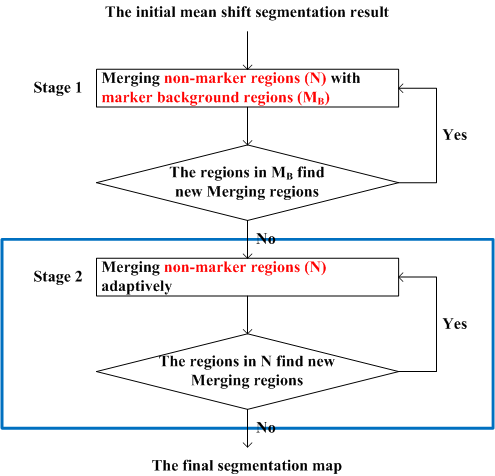 The initial mean shift segmentation result
Stage 1
Merging non-marker regions (N) with
marker background regions (M_B)
Yes
The regions in M_B find
new Merging regions
No
Stage 2
Merging non-marker regions (N)
adaptively
Yes
The regions in N find new
Merging regions
No
The final segmentation map